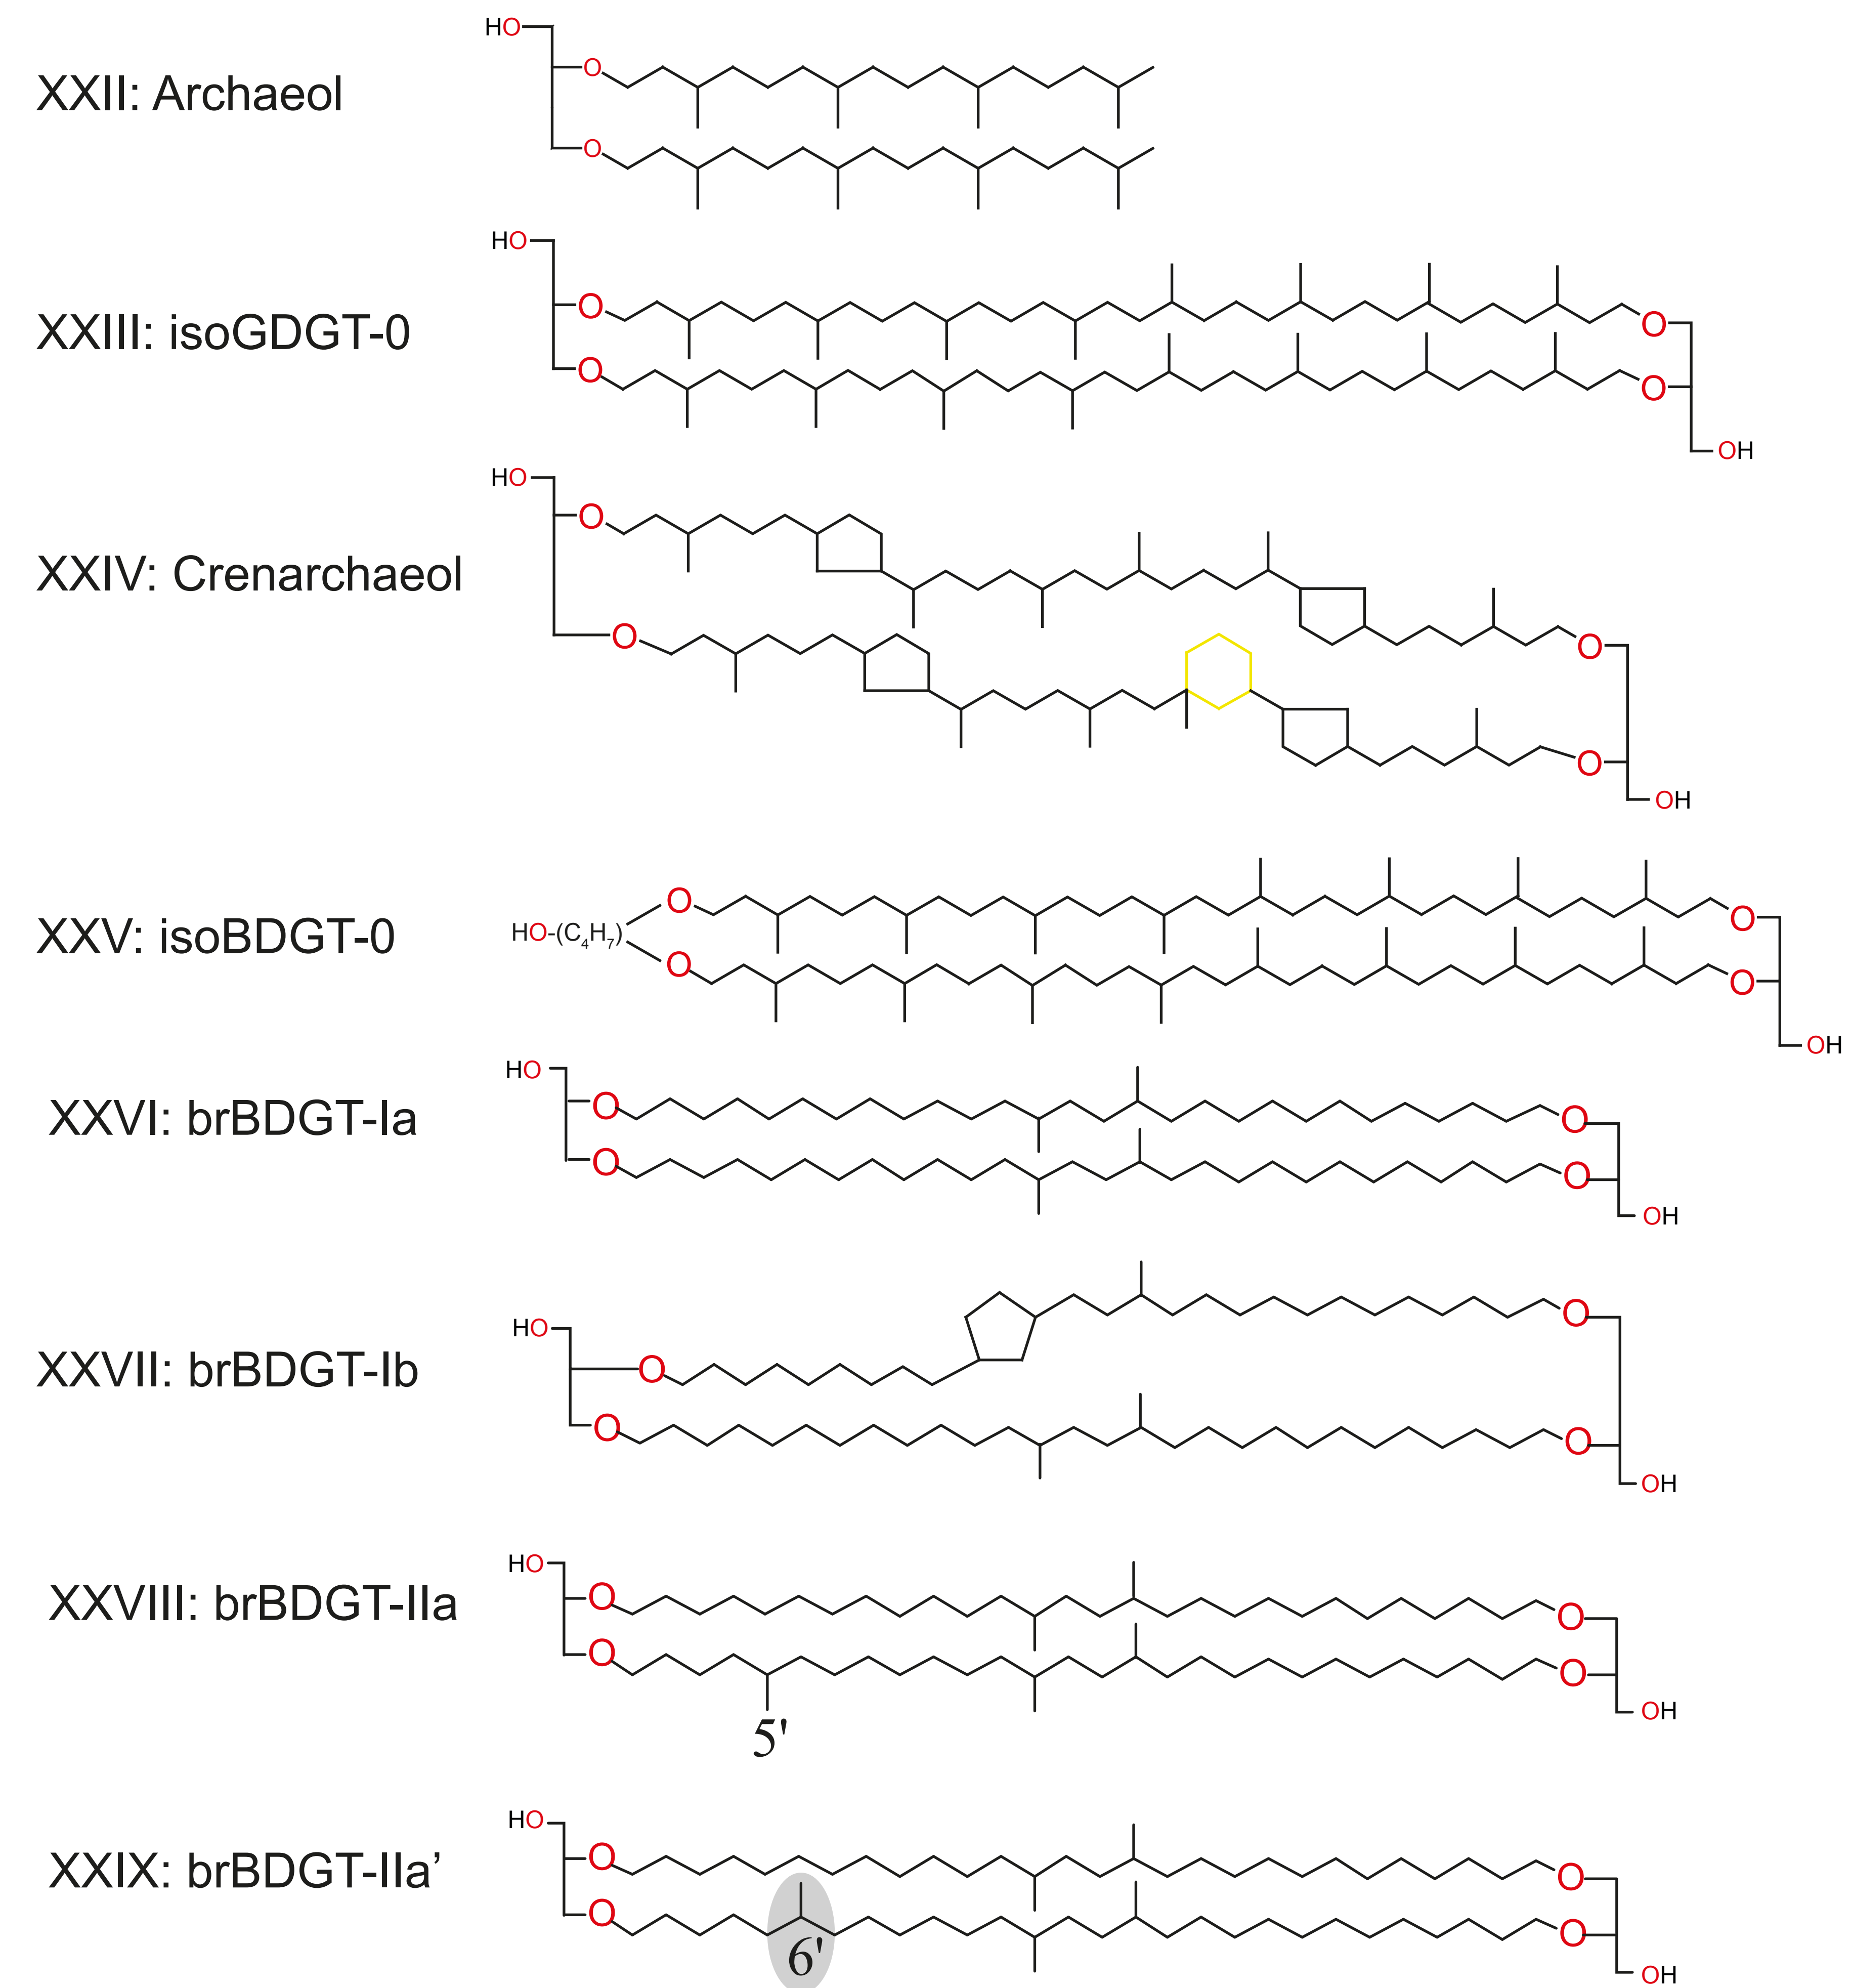 HO
XXII: Archaeol
O
O
HO
XXIII: isoGDGT-0
O
O
O
O
OH
HO
XXIV: Crenarchaeol
O
O
O
O
OH
XXV: isoBDGT-0
HO-(C₄H₇)
O
O
O
O
OH
HO
XXVI: brBDGT-Ia
O
O
O
O
OH
HO
XXVII: brBDGT-Ib
O
O
O
O
OH
HO
XXVIII: brBDGT-IIa
O
O
O
O
OH
5'
HO
XXIX: brBDGT-IIa’
O
O
O
O
6'
OH